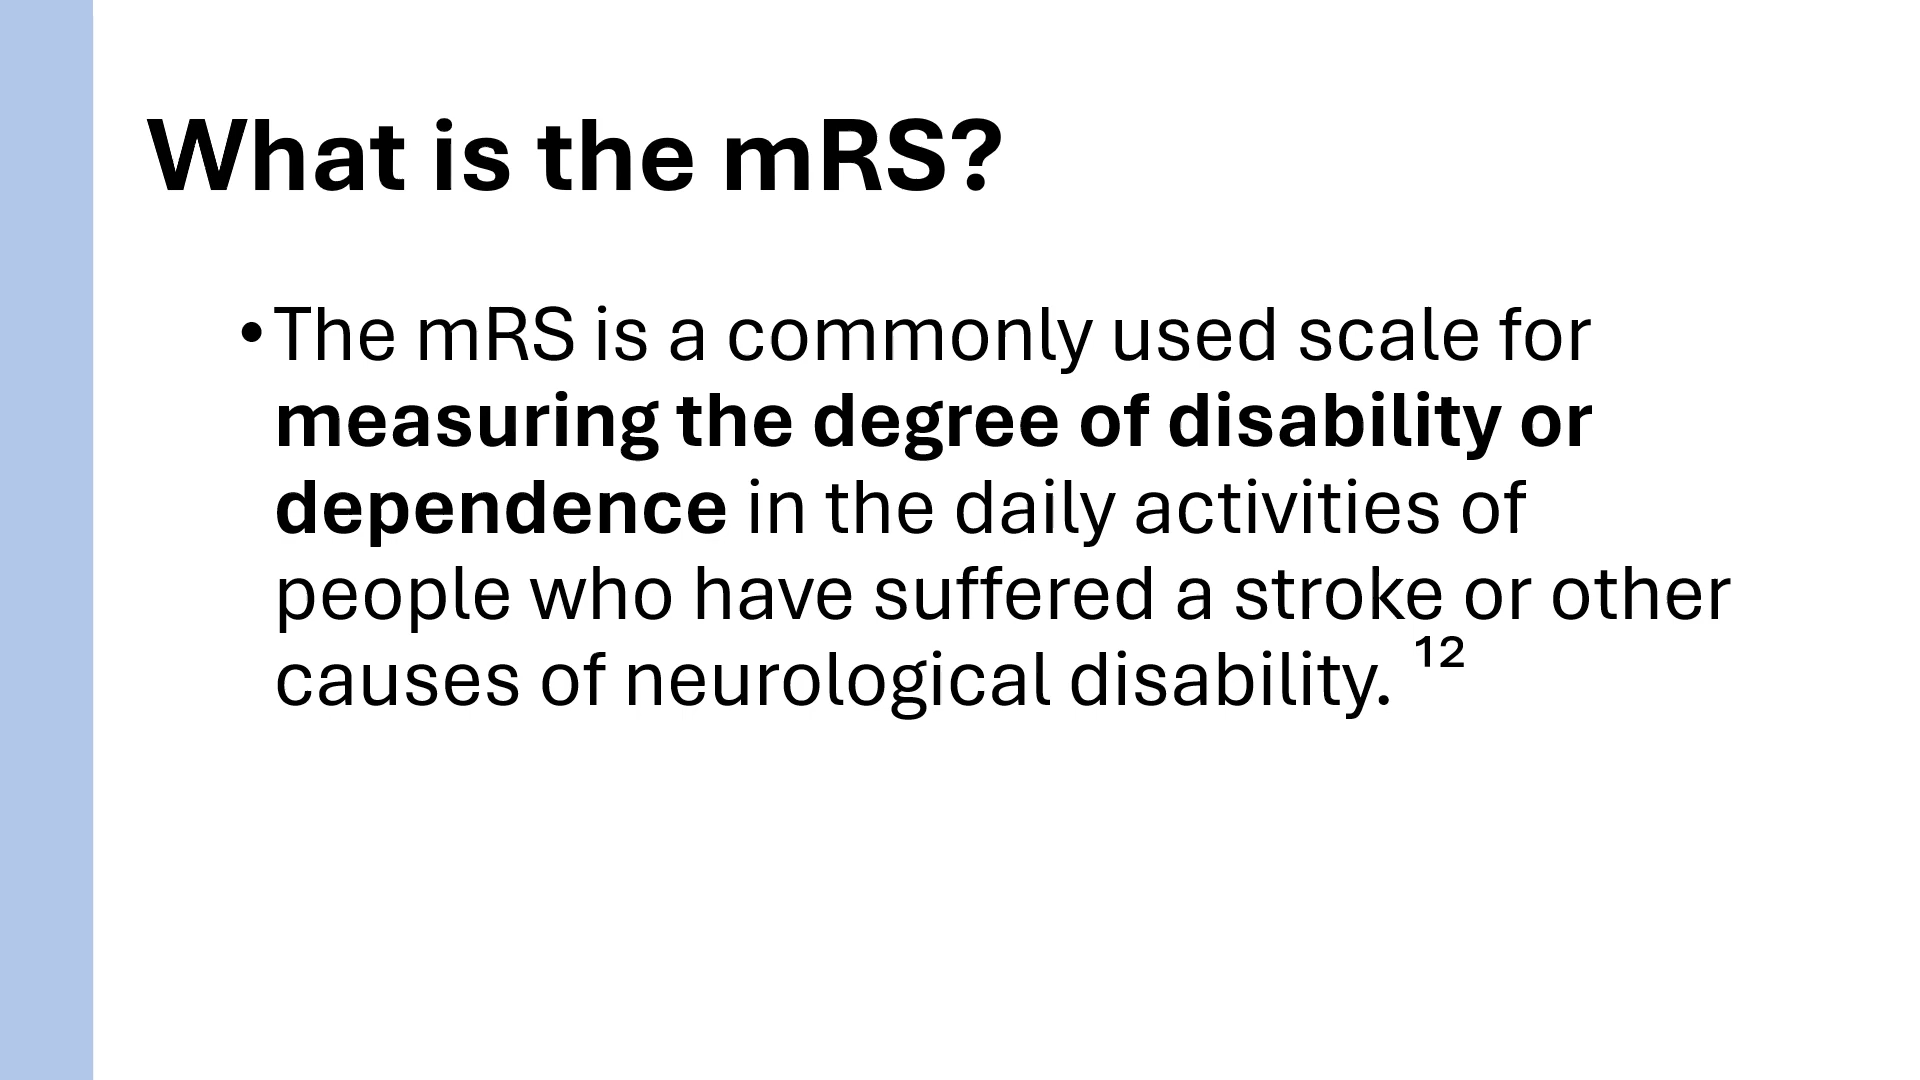 What is the mRS?
•The mRS is a commonly used scale for
measuring the degree of disability or
dependence in the daily activities of
people who have suffered a stroke or other
causes of neurological disability. ¹²